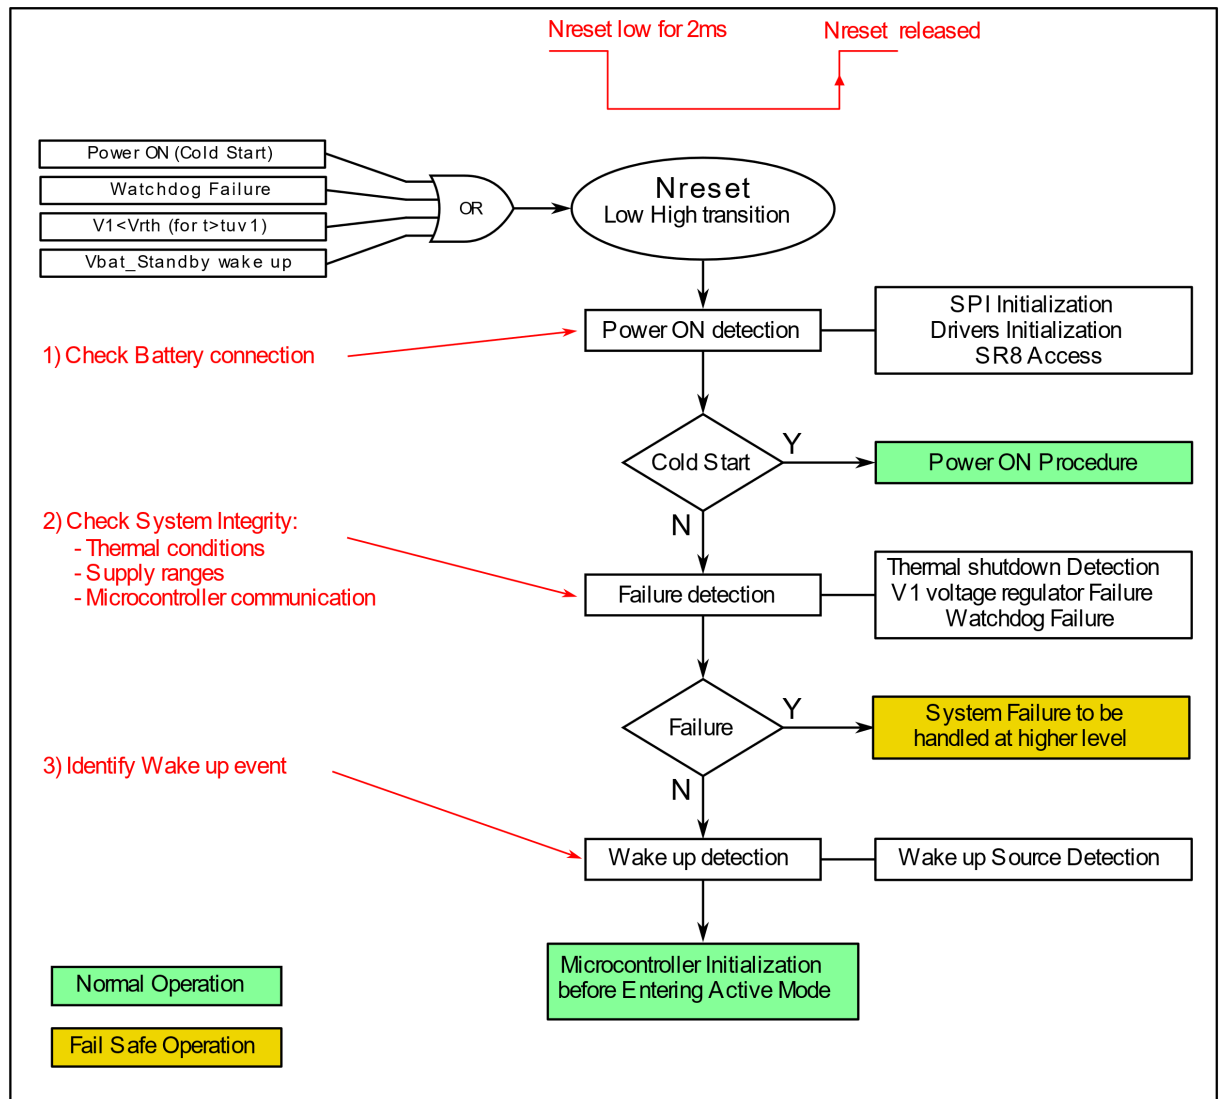 Nreset low for 2ms
Nreset released
Power ON (Cold Start)
Watchdog Failure
V1<Vrth (for t>tuv1)
Vbat_Standby wake up
OR
Nreset
Low High transition
Power ON detection
SPI Initialization
Drivers Initialization
SR8 Access
1) Check Battery connection
Cold Start
Y
Power ON Procedure
N
2) Check System Integrity:
- Thermal conditions
- Supply ranges
- Microcontroller communication
Failure detection
Thermal shutdown Detection
V1 voltage regulator Failure
Watchdog Failure
Failure
Y
System Failure to be
handled at higher level
N
3) Identify Wake up event
Wake up detection
Wake up Source Detection
Microcontroller Initialization
before Entering Active Mode
Normal Operation
Fail Safe Operation